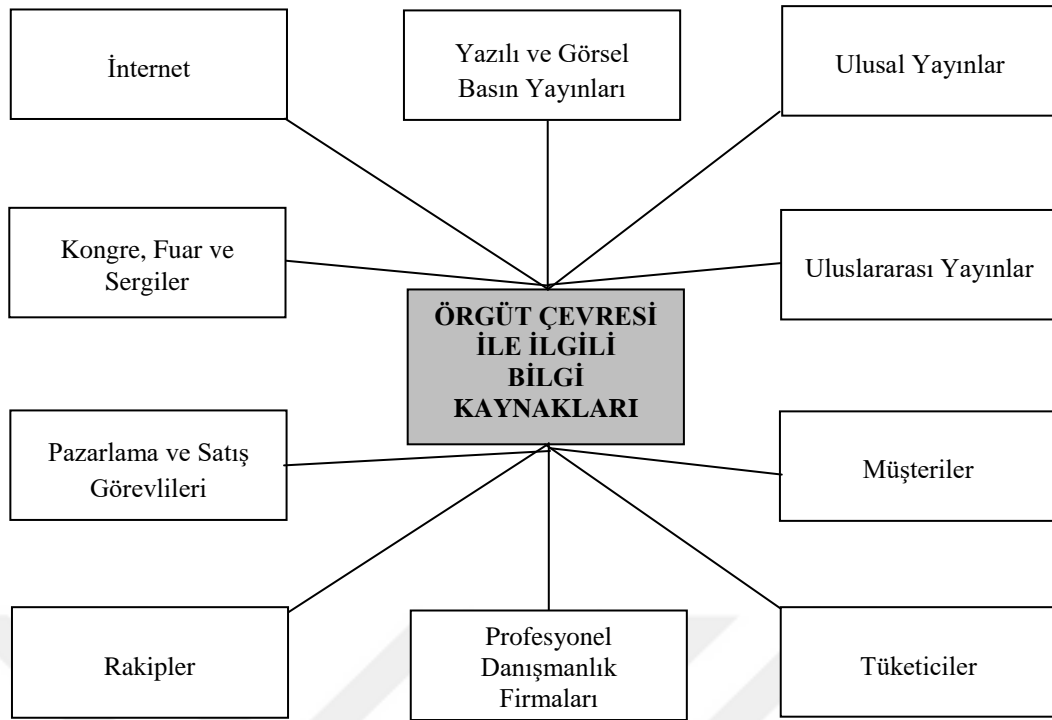 İnternet
Yazılı ve Görsel
Basın Yayınları
Ulusal Yayınlar
Kongre, Fuar ve
Sergiler
Uluslararası Yayınlar
ÖRGÜT ÇEVRESİ
İLE İLGİLİ
BİLGİ
KAYNAKLARI
Pazarlama ve Satış
Görevlileri
Müşteriler
Rakipler
Profesyonel
Danışmanlık
Firmaları
Tüketiciler